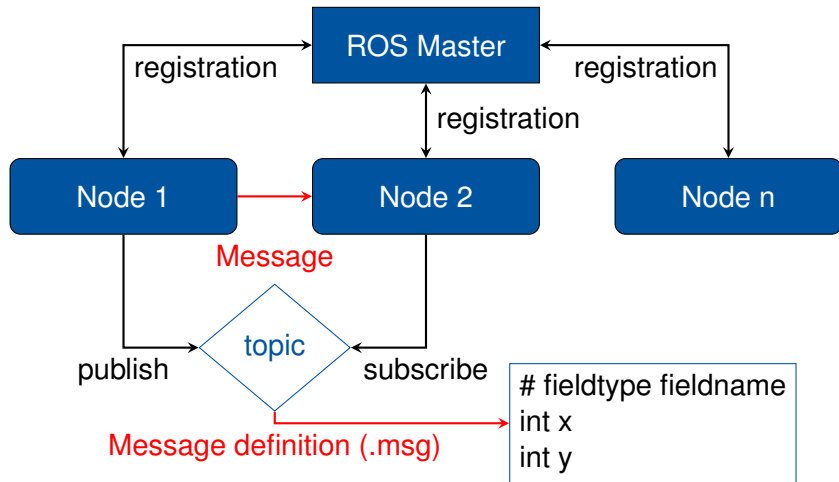 ROS Master
registration
registration
registration
Node 1
Node 2
Node n
Message
topic
publish
subscribe
# fieldtype fieldname
int x
int y
Message definition (.msg)